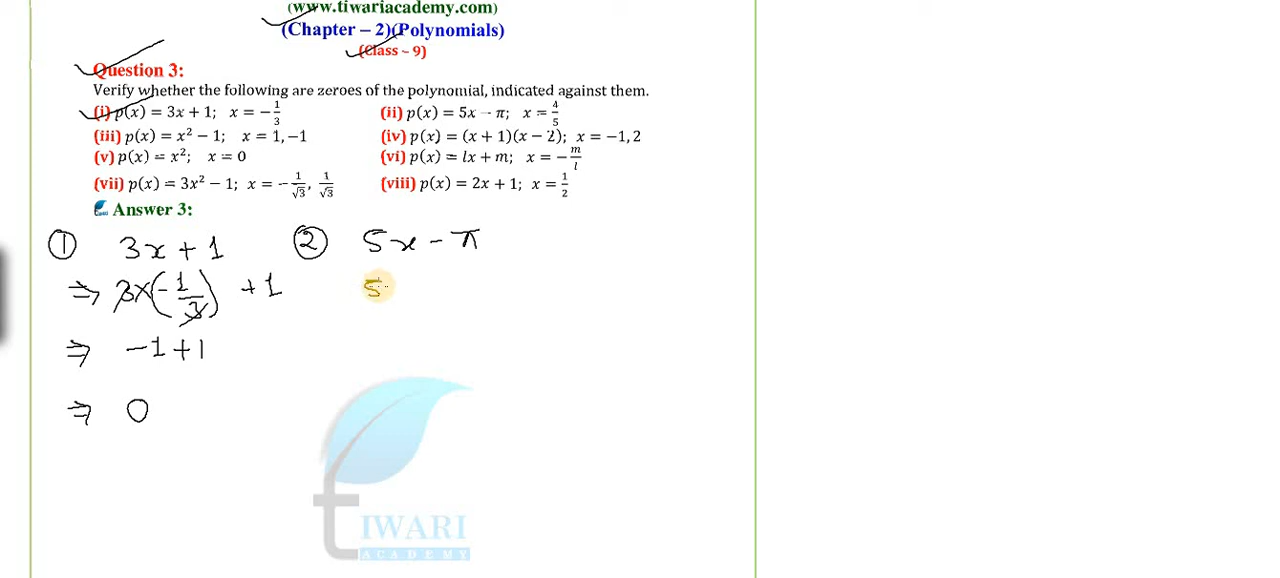 (www.tiwariacademy.com)
(Chapter – 2)(Polynomials)
(Class – 9)
Question 3:
Verify whether the following are zeroes of the polynomial, indicated against them.
(i) p(x) = 3x + 1; x = −1/3 (ii) p(x) = 5x − π; x = 4/5
(iii) p(x) = x² − 1; x = 1, −1 (iv) p(x) = (x + 1)(x − 2); x = −1, 2
(v) p(x) = x²; x = 0 (vi) p(x) = lx + m; x = −m/l
(vii) p(x) = 3x² − 1; x = −1/√3, 1/√3 (viii) p(x) = 2x + 1; x = 1/2
Answer 3:
① 3x + 1 ② 5x − π
⇒ 3×(−1/3) + 1 5
⇒ −1 + 1
⇒ 0
TIWARI
ACADEMY